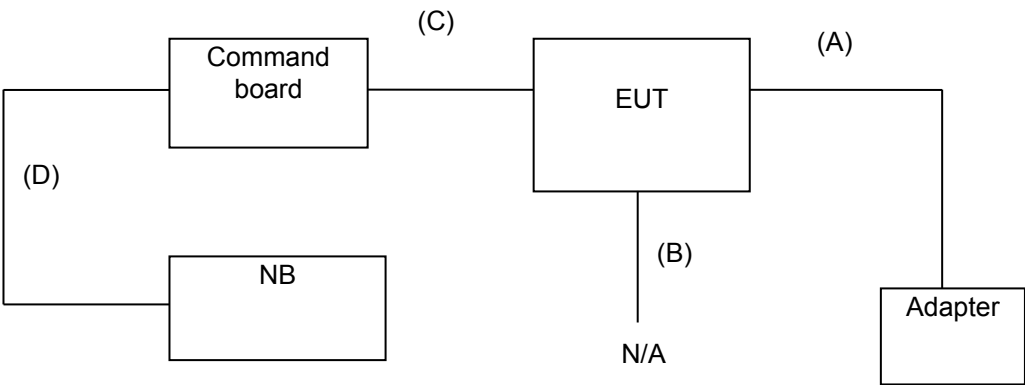 (C)
(A)
Command
board
EUT
(D)
(B)
NB
Adapter
N/A